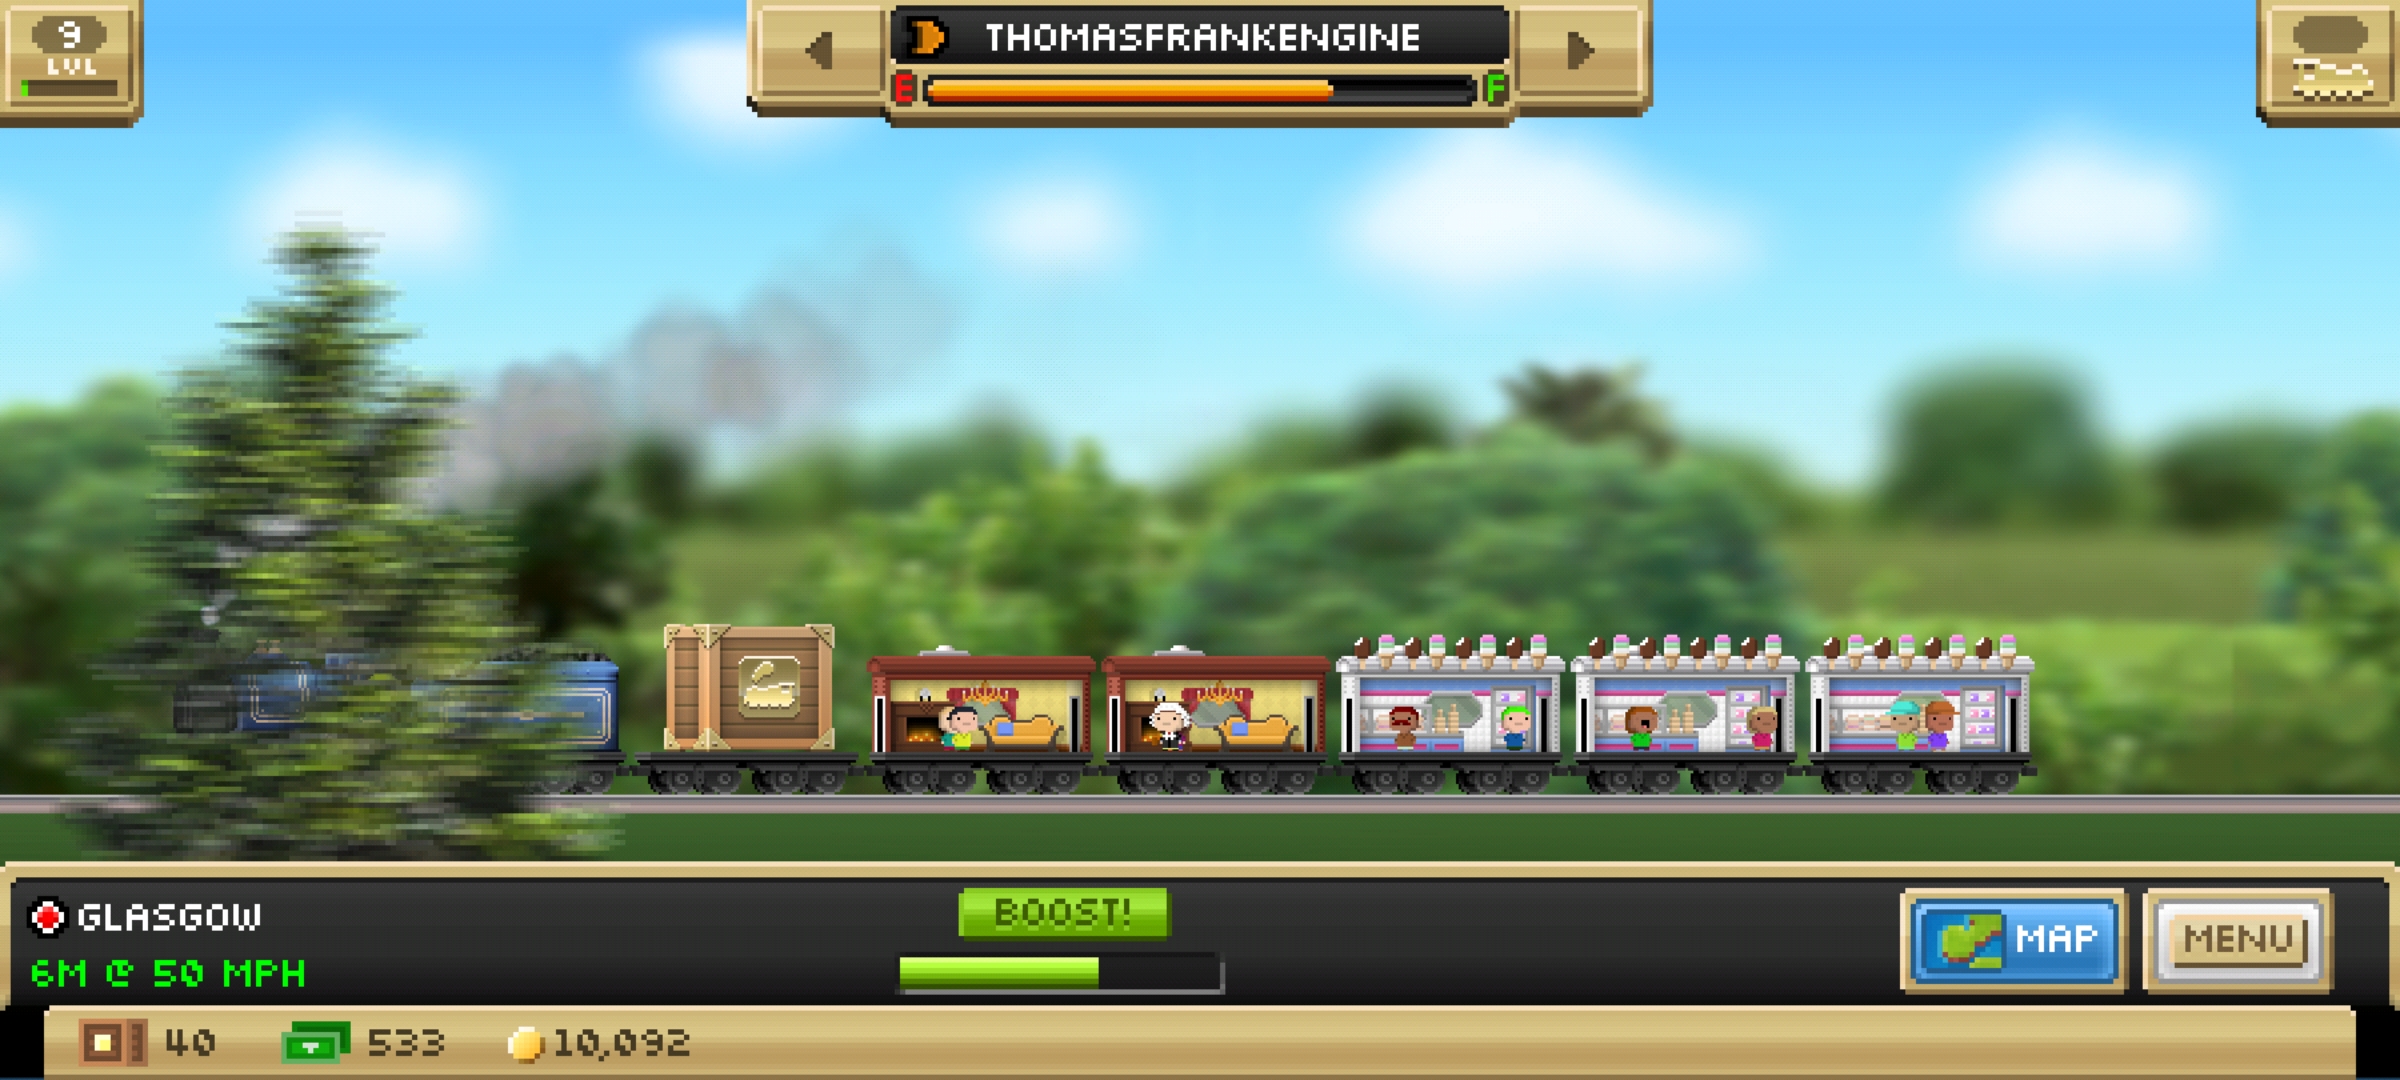 9
LVL
THOMASFRANKENGINE
E F
GLASGOW
6M @ 50 MPH
BOOST!
MAP
MENU
40 533 10,092